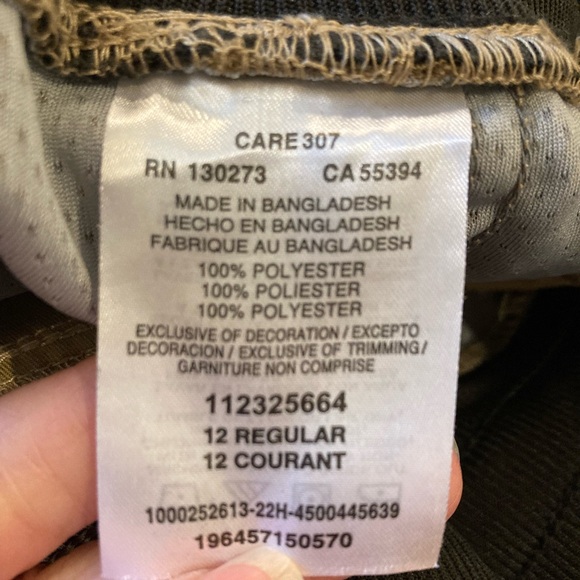 CARE307
RN 130273 CA 55394
MADE IN BANGLADESH
HECHO EN BANGLADESH
FABRIQUE AU BANGLADESH
100% POLYESTER
100% POLIESTER
100% POLYESTER
EXCLUSIVE OF DECORATION / EXCEPTO
DECORACION / EXCLUSIVE OF TRIMMING /
GARNITURE NON COMPRISE
112325664
12 REGULAR
12 COURANT
1000252613-22H-4500445639
196457150570